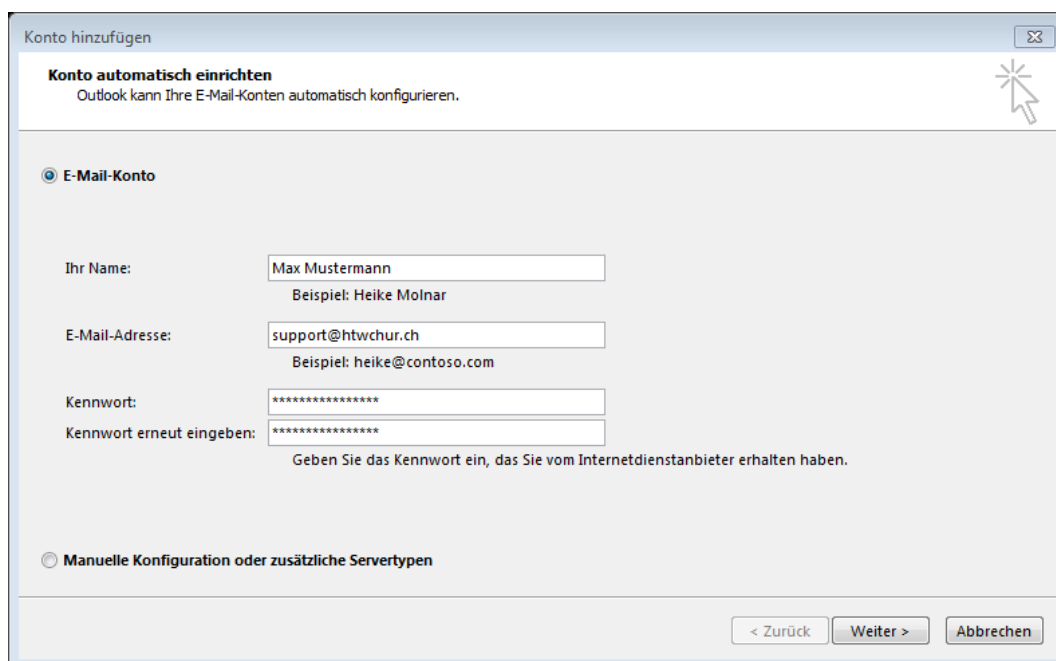 Konto hinzufügen
Konto automatisch einrichten
Outlook kann Ihre E-Mail-Konten automatisch konfigurieren.
E-Mail-Konto
Ihr Name: Max Mustermann
Beispiel: Heike Molnar
E-Mail-Adresse: support@htwchur.ch
Beispiel: heike@contoso.com
Kennwort: ****************
Kennwort erneut eingeben: ****************
Geben Sie das Kennwort ein, das Sie vom Internetdienstanbieter erhalten haben.
Manuelle Konfiguration oder zusätzliche Servertypen
< Zurück Weiter > Abbrechen